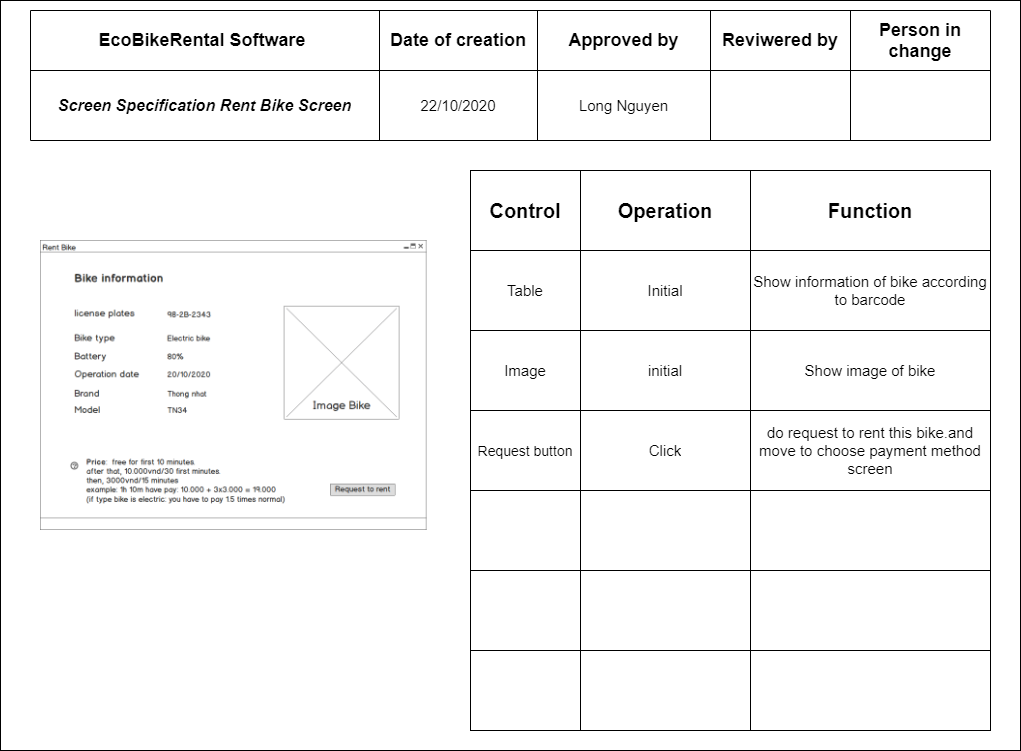 EcoBikeRental Software
Date of creation
Approved by
Reviwered by
Person in
change
Screen Specification Rent Bike Screen
22/10/2020
Long Nguyen
Rent Bike
Bike information
license plates 98-2B-2343
Bike type Electric bike
Battery 80%
Operation date 20/10/2020
Brand Thong nhat
Model TN34
Image Bike
Price: free for first 10 minutes.
after that, 10.000vnd/30 first minutes.
then, 3000vnd/15 minutes
example: 1h 10m have pay: 10.000 + 3x3.000 = 19.000
(if type bike is electric: you have to pay 1.5 times normal)
Request to rent
Control Operation Function
Table Initial Show information of bike according
to barcode
Image initial Show image of bike
Request button Click do request to rent this bike.and
move to choose payment method
screen